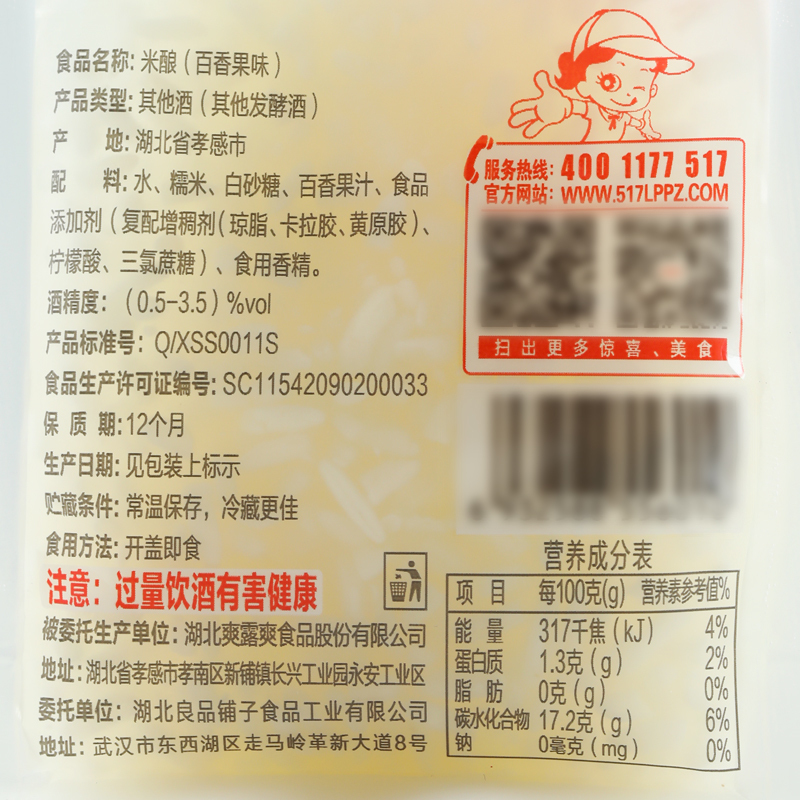 食品名称: 米酿（百香果味）
产品类型: 其他酒（其他发酵酒）
产 地: 湖北省孝感市
配 料: 水、糯米、白砂糖、百香果汁、食品
添加剂（复配增稠剂(琼脂、卡拉胶、黄原胶)、
柠檬酸、三氯蔗糖）、食用香精。
酒精度：（0.5-3.5）%vol
产品标准号：Q/XSS0011S
食品生产许可证编号: SC11542090200033
保 质 期: 12个月
生产日期: 见包装上标示
贮藏条件: 常温保存，冷藏更佳
食用方法: 开盖即食
注意：过量饮酒有害健康
被委托生产单位: 湖北爽露爽食品股份有限公司
地址: 湖北省孝感市孝南区新铺镇长兴工业园永安工业区
委托单位: 湖北良品铺子食品工业有限公司
地址: 武汉市东西湖区走马岭革新大道8号
服务热线: 400 1177 517
官方网站: WWW.517LPPZ.COM
扫出更多惊喜、美食
营养成分表
项 目 每100克(g) 营养素参考值%
能 量 317千焦(kJ) 4%
蛋白质 1.3克(g) 2%
脂 肪 0克(g) 0%
碳水化合物 17.2克(g) 6%
钠 0毫克(mg) 0%